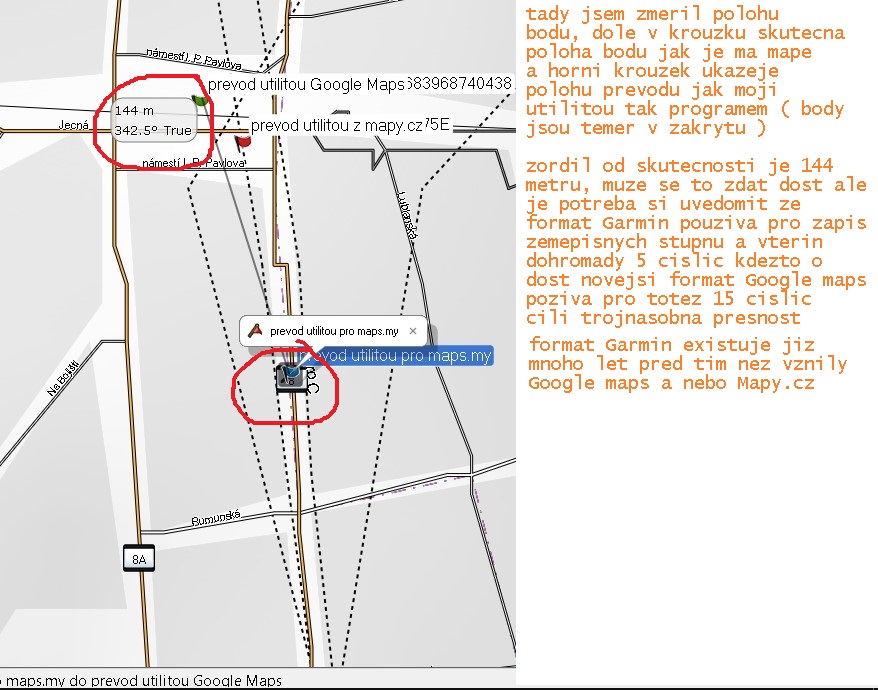 tady jsem zmeril polohu
bodu, dole v krouzku skutecna
poloha bodu jak je ma mape
a horni krouzek ukazeje
polohu prevodu jak moji
utilitou tak programem ( body
jsou temer v zakrytu )
zordil od skutecnosti je 144
metru, muze se to zdat dost ale
je potreba si uvedomit ze
format Garmin pouziva pro zapis
zemepisnych stupnu a vterin
dohromady 5 cislic kdezto o
dost novejsi format Google maps
poziva pro totez 15 cislic
cili trojnasobna presnost
format Garmin existuje jiz
mnoho let pred tim nez vznily
Google maps a nebo Mapy.cz
náměstí I. P. Pavlova
prevod utilitou Google Maps
683968740438
144 m
342.5° True
Ječná
prevod utilitou z mapy.cz
75E
náměstí I. P. Pavlova
Lublaňská
prevod utilitou pro maps.my
prevod utilitou pro maps.my
Na Bojišti
Rumunská
8A
o maps.my do prevod utilitou Google Maps